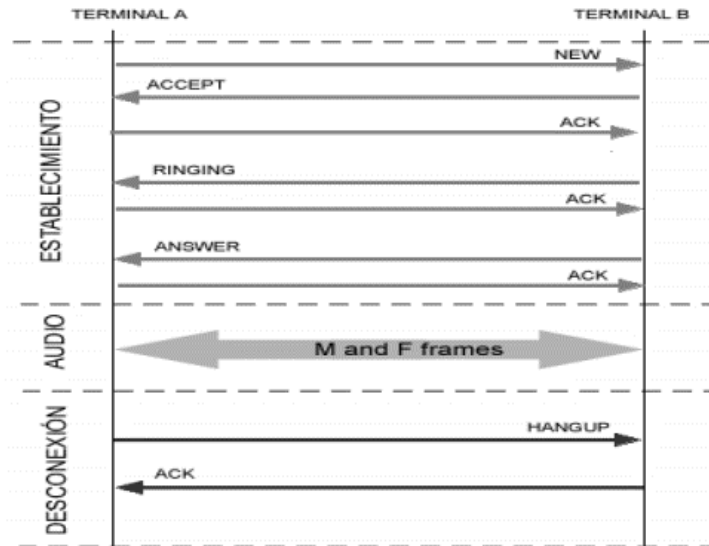 TERMINAL A
TERMINAL B
ESTABLECIMIENTO
NEW
ACCEPT
ACK
RINGING
ACK
ANSWER
ACK
AUDIO
M and F frames
DESCONEXIÓN
HANGUP
ACK